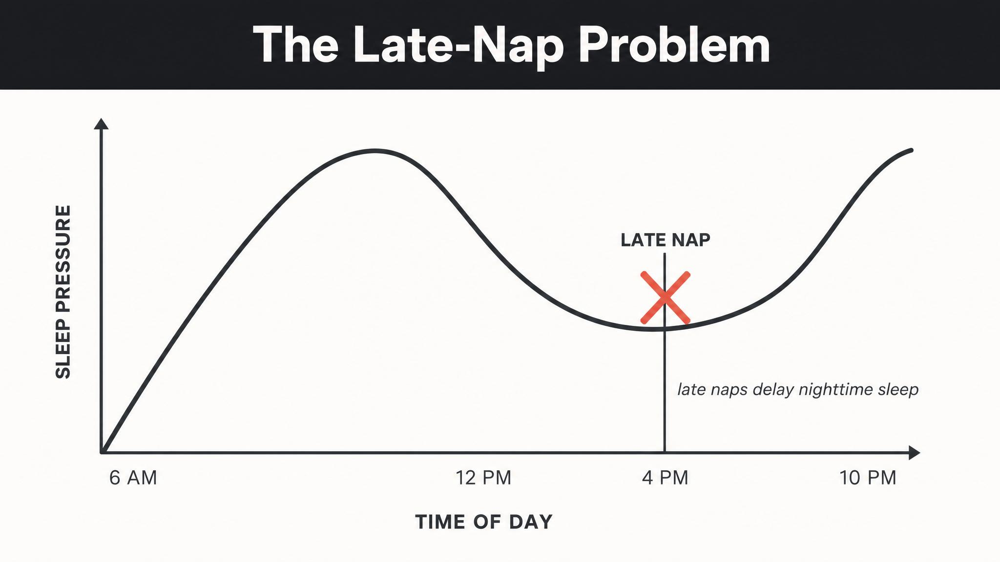 The Late-Nap Problem
SLEEP PRESSURE
LATE NAP
late naps delay nighttime sleep
6 AM
12 PM
4 PM
10 PM
TIME OF DAY